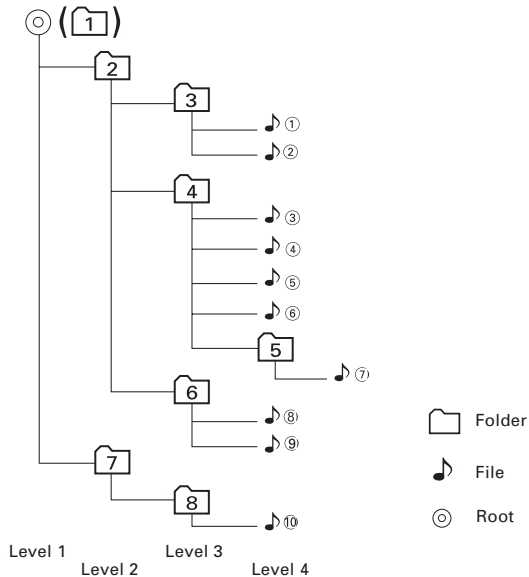 (1)
2
3
①
②
4
③
④
⑤
⑥
5
⑦
6
⑧
⑨
7
8
⑩
Folder
File
Root
Level 1
Level 2
Level 3
Level 4